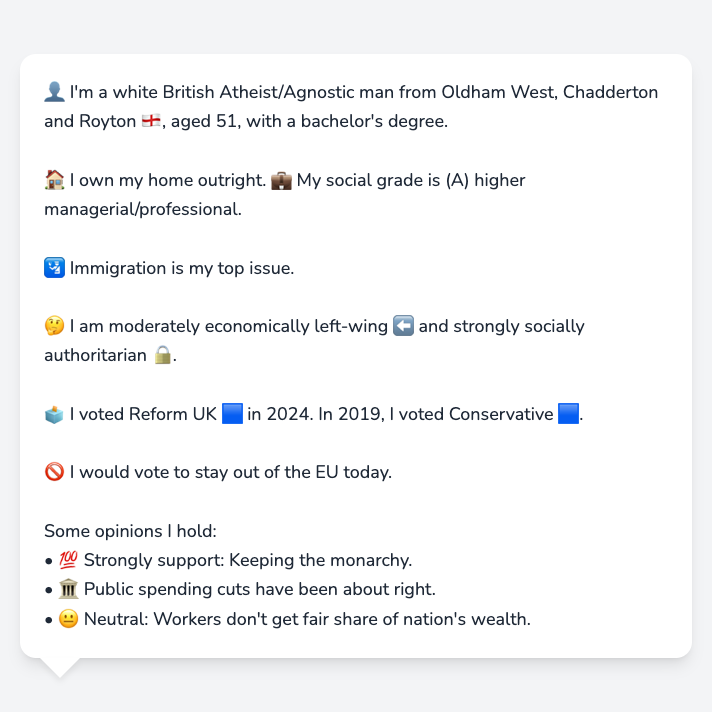 👤 I'm a white British Atheist/Agnostic man from Oldham West, Chadderton
and Royton 🏴󠁧󠁢󠁥󠁮󠁧󠁿, aged 51, with a bachelor's degree.
🏠 I own my home outright. 💼 My social grade is (A) higher
managerial/professional.
🛂 Immigration is my top issue.
🤔 I am moderately economically left-wing ⬅️ and strongly socially
authoritarian 🔒.
🗳️ I voted Reform UK 🟦 in 2024. In 2019, I voted Conservative 🟦.
🚫 I would vote to stay out of the EU today.
Some opinions I hold:
• 💯 Strongly support: Keeping the monarchy.
• 🏛️ Public spending cuts have been about right.
• 😐 Neutral: Workers don't get fair share of nation's wealth.